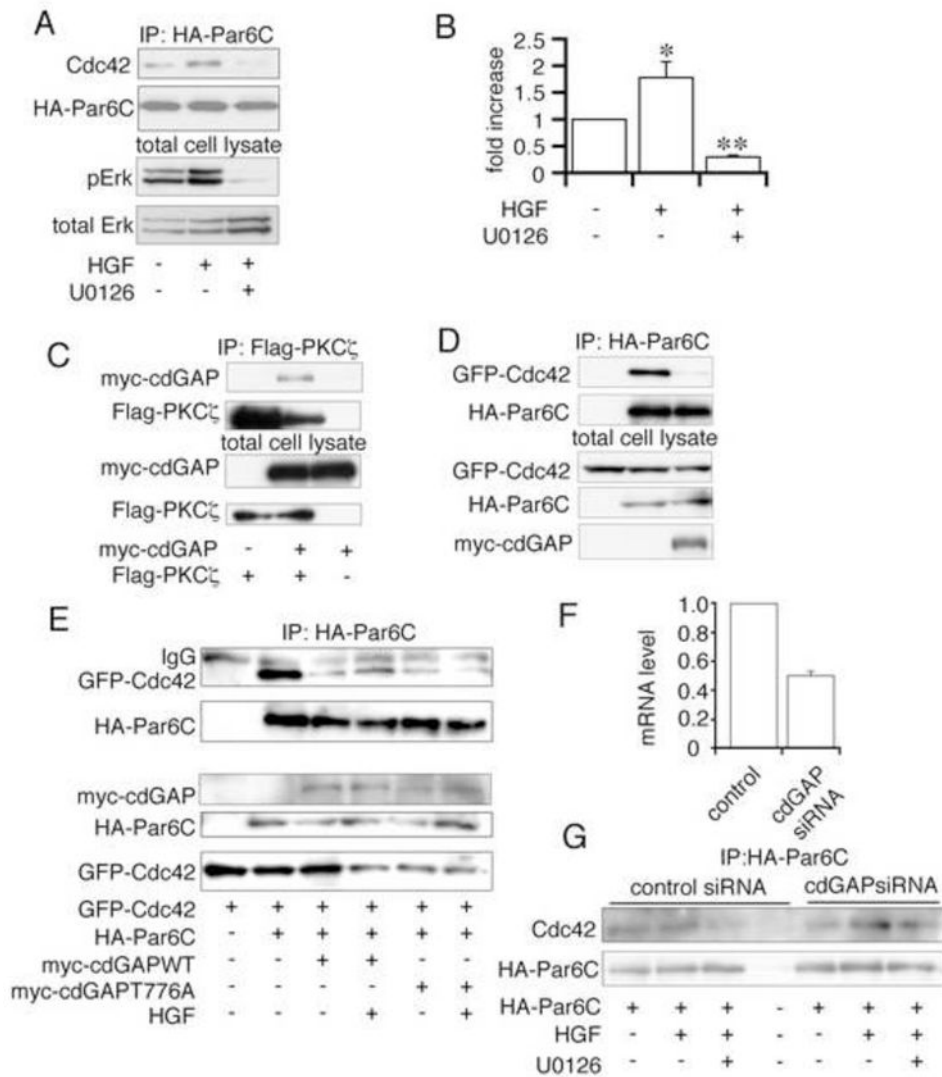 A
IP: HA-Par6C
Cdc42
HA-Par6C
total cell lysate
pErk
total Erk
HGF - + +
U0126 - - +
B
fold increase
2.5
2
1.5
1
0.5
0
*
**
HGF - + +
U0126 - - +
C
IP: Flag-PKCζ
myc-cdGAP
Flag-PKCζ
total cell lysate
myc-cdGAP
Flag-PKCζ
myc-cdGAP - + +
Flag-PKCζ + + -
D
IP: HA-Par6C
GFP-Cdc42
HA-Par6C
total cell lysate
GFP-Cdc42
HA-Par6C
myc-cdGAP
E
IP: HA-Par6C
IgG
GFP-Cdc42
HA-Par6C
myc-cdGAP
HA-Par6C
GFP-Cdc42
GFP-Cdc42 + + + + + +
HA-Par6C - + + + + +
myc-cdGAPWT - - + + - -
myc-cdGAPT776A - - - - + +
HGF - - - + - +
F
mRNA level
1.0
0.8
0.6
0.4
0.2
0
control
cdGAP
siRNA
G
IP:HA-Par6C
control siRNA cdGAPsiRNA
Cdc42
HA-Par6C
HA-Par6C + + + - + + +
HGF - + + - - + +
U0126 - - + - - - +